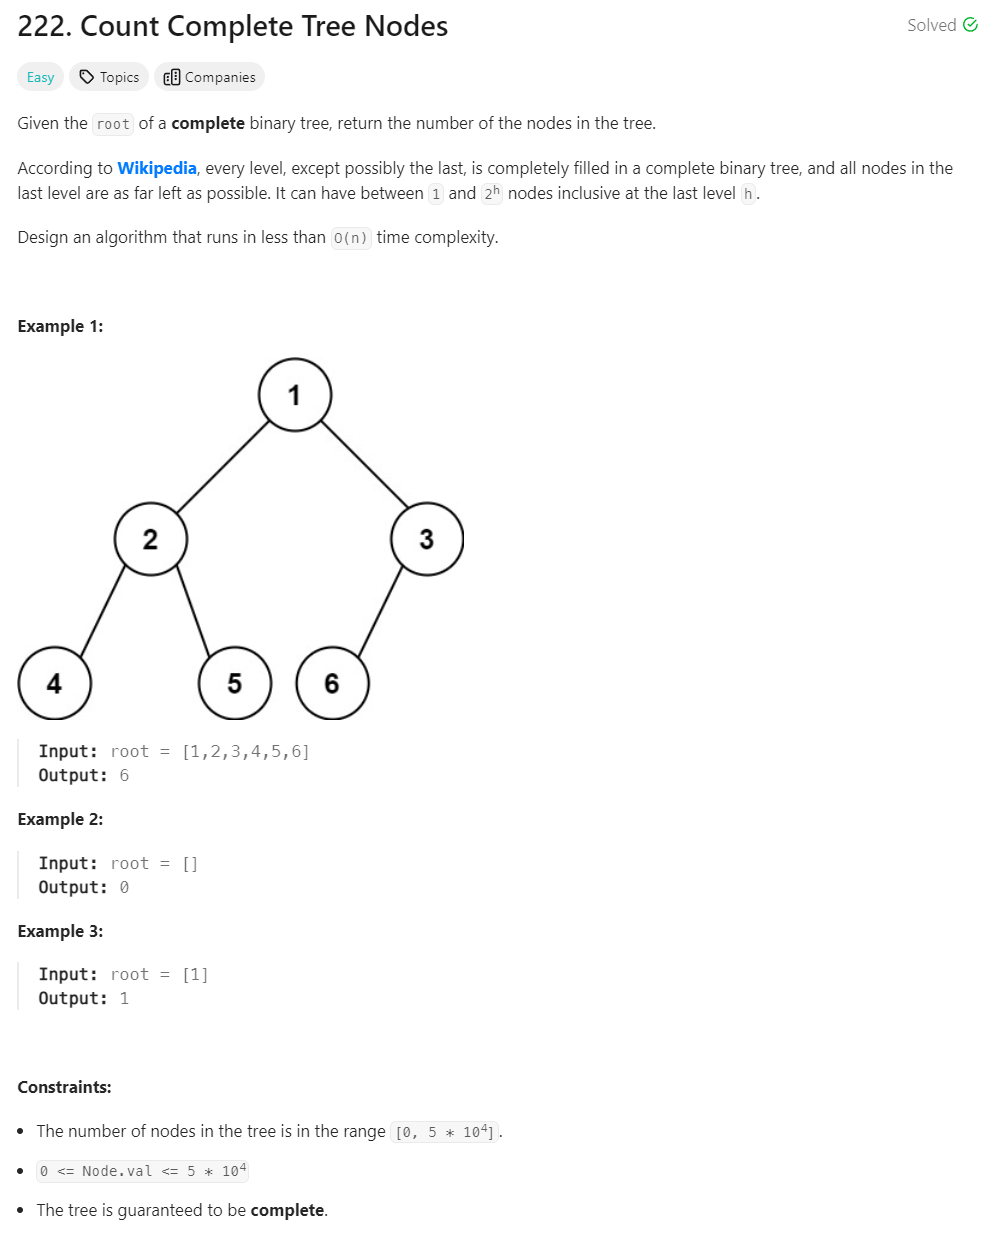 222. Count Complete Tree Nodes
Solved
Easy Topics Companies
Given the root of a complete binary tree, return the number of the nodes in the tree.
According to Wikipedia, every level, except possibly the last, is completely filled in a complete binary tree, and all nodes in the
last level are as far left as possible. It can have between 1 and 2ʰ nodes inclusive at the last level h.
Design an algorithm that runs in less than O(n) time complexity.
Example 1:
1
2 3
4 5 6
Input: root = [1,2,3,4,5,6]
Output: 6
Example 2:
Input: root = []
Output: 0
Example 3:
Input: root = [1]
Output: 1
Constraints:
• The number of nodes in the tree is in the range [0, 5 * 10⁴].
• 0 <= Node.val <= 5 * 10⁴
• The tree is guaranteed to be complete.